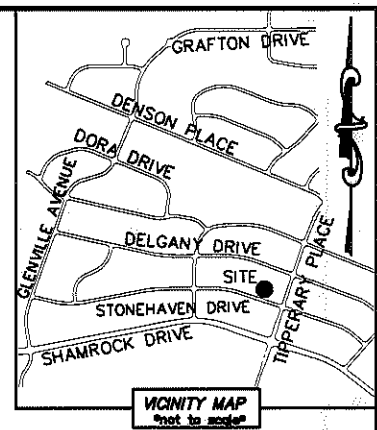 GRAFTON DRIVE
DENSON PLACE
DORA DRIVE
GLENVILLE AVENUE
DELGANY DRIVE
TIPPERARY PLACE
SITE
STONEHAVEN DRIVE
SHAMROCK DRIVE
VICINITY MAP
*not to scale*